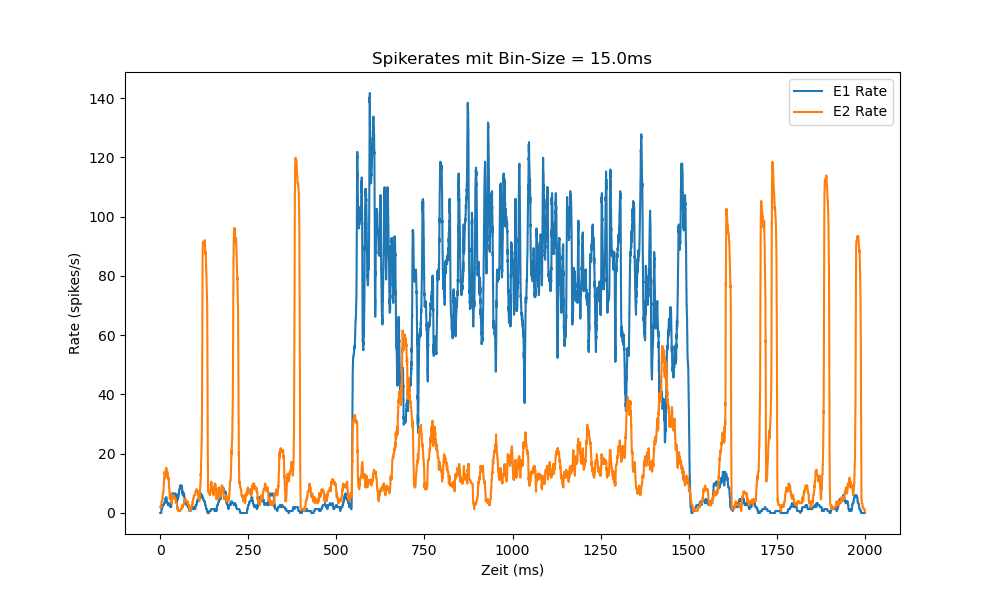 Spikerates mit Bin-Size = 15.0ms
E1 Rate
E2 Rate
Rate (spikes/s)
140
120
100
80
60
40
20
0
0 250 500 750 1000 1250 1500 1750 2000
Zeit (ms)